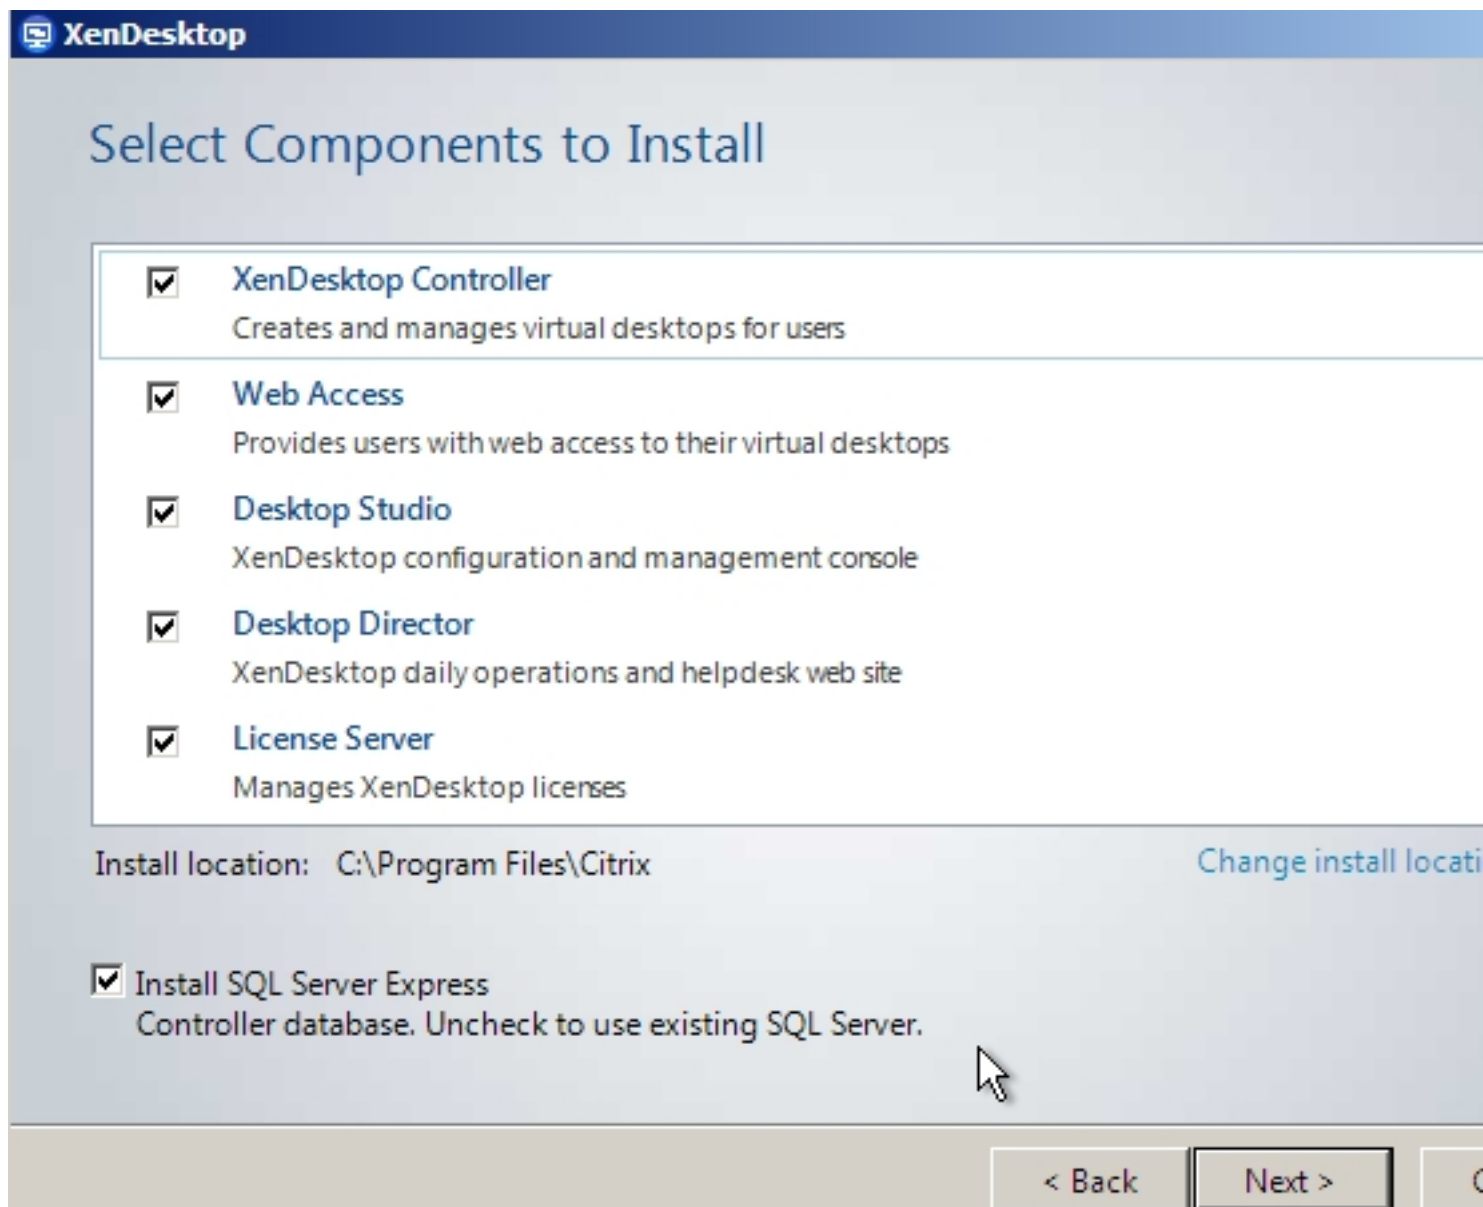 XenDesktop
Select Components to Install
XenDesktop Controller
Creates and manages virtual desktops for users
Web Access
Provides users with web access to their virtual desktops
Desktop Studio
XenDesktop configuration and management console
Desktop Director
XenDesktop daily operations and helpdesk web site
License Server
Manages XenDesktop licenses
Install location: C:\Program Files\Citrix
Change install locati
Install SQL Server Express
Controller database. Uncheck to use existing SQL Server.
< Back Next >